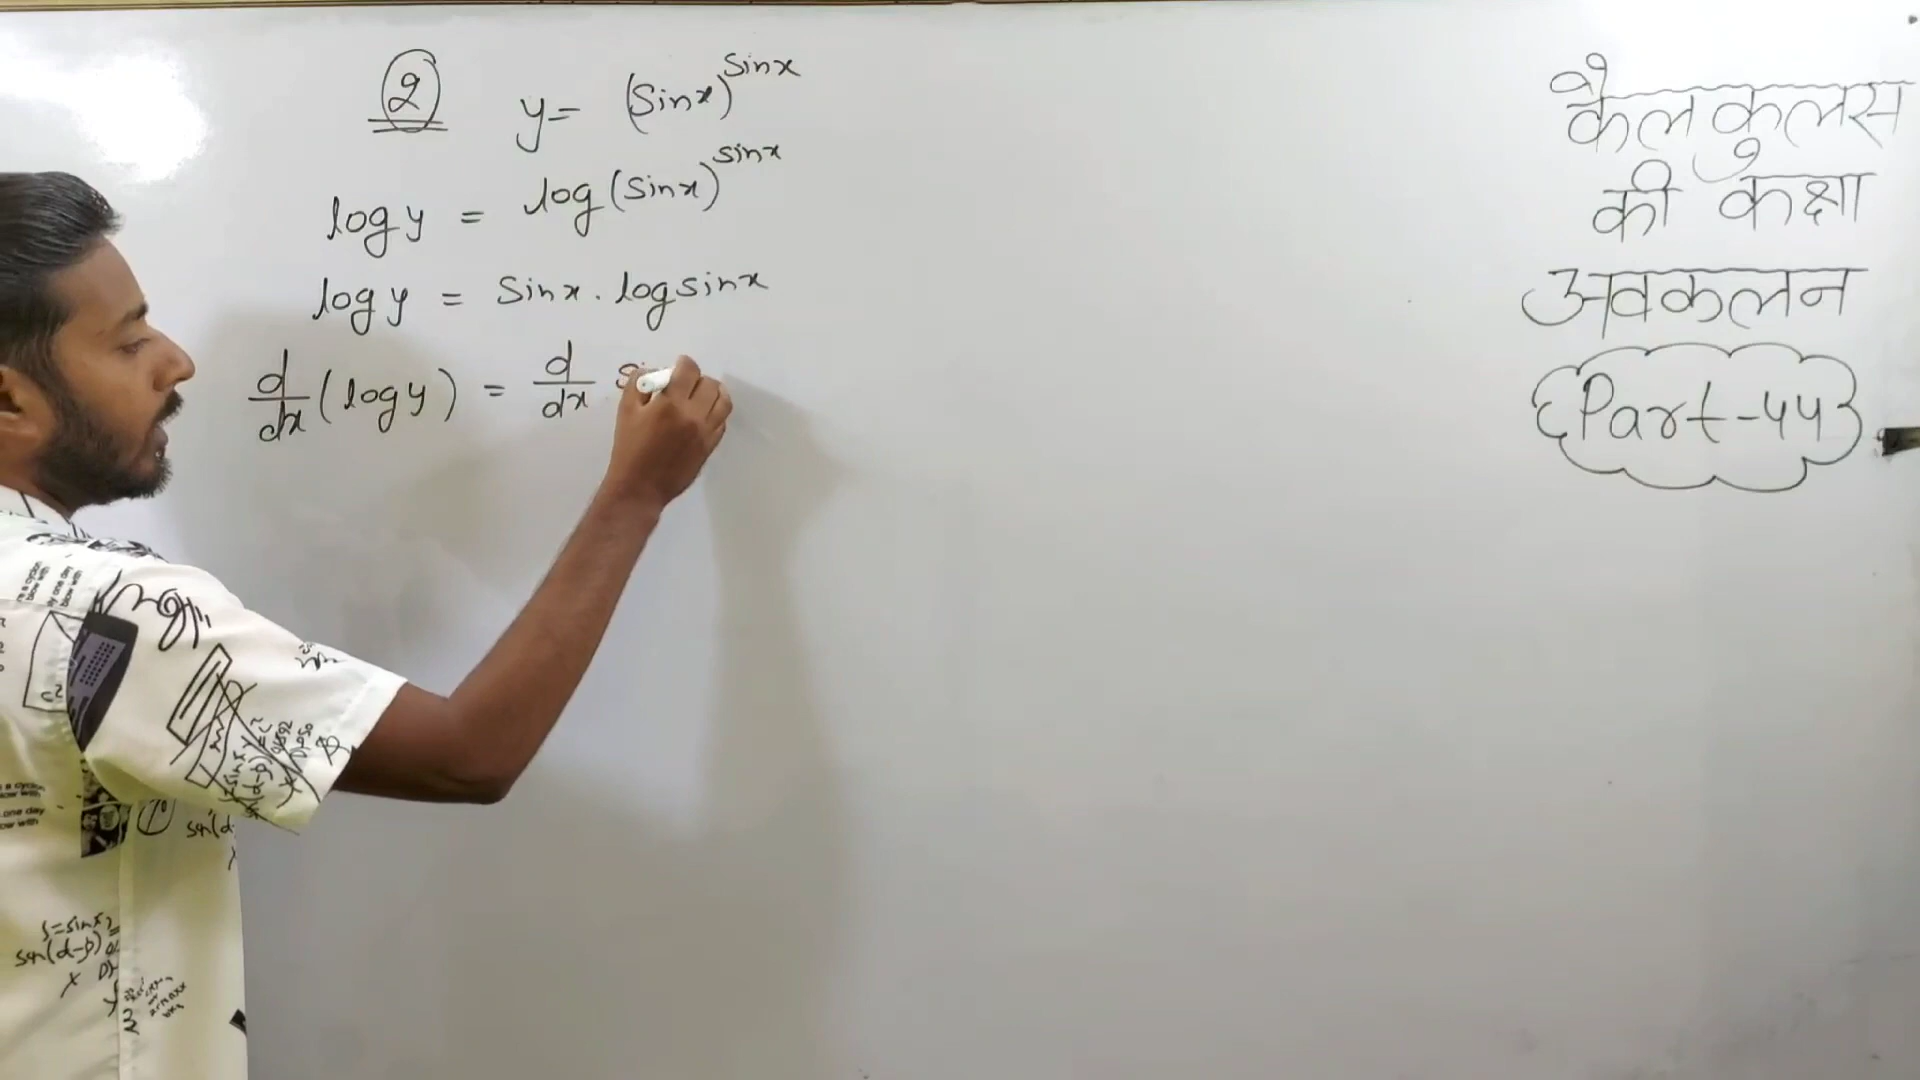 2 y = (sinx)^sinx
log y = log (sinx)^sinx
log y = sinx . log sinx
d/dx (log y) = d/dx
कैलकुलस
की कक्षा
अवकलन
{Part-44}